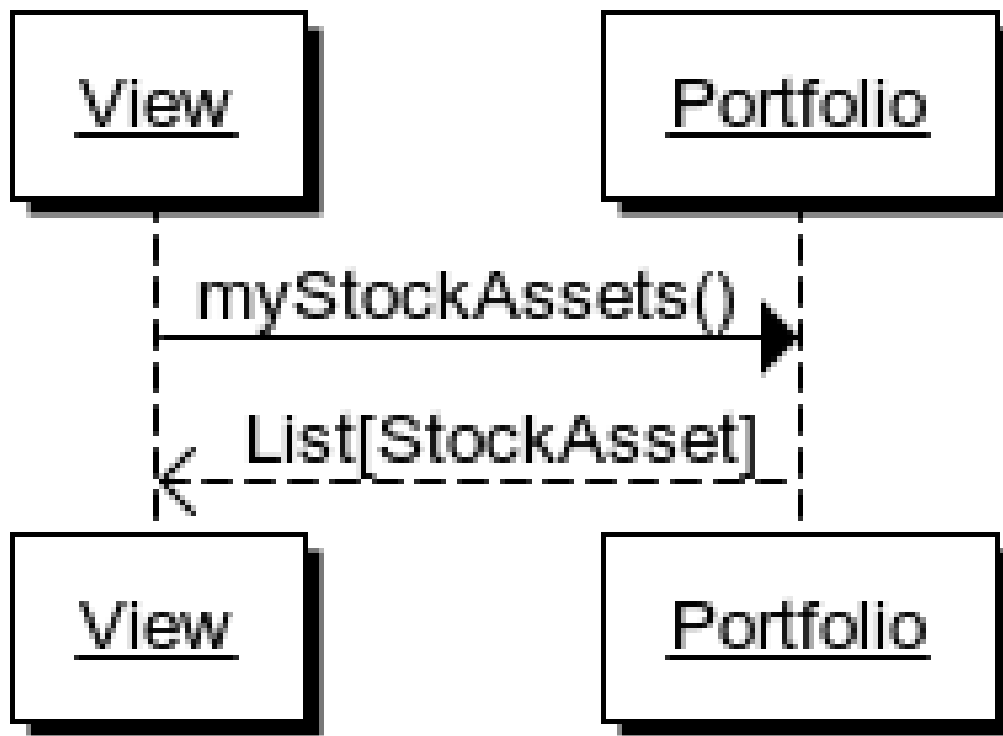 View
Portfolio
myStockAssets()
List[StockAsset]
View
Portfolio